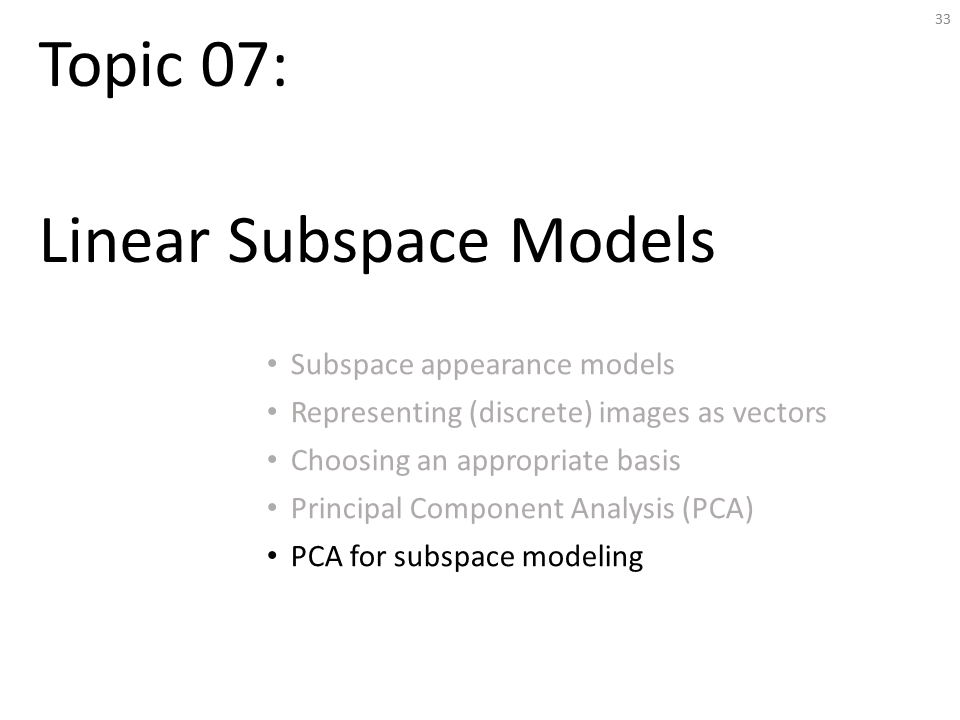 33
Topic 07:
Linear Subspace Models
• Subspace appearance models
• Representing (discrete) images as vectors
• Choosing an appropriate basis
• Principal Component Analysis (PCA)
• PCA for subspace modeling